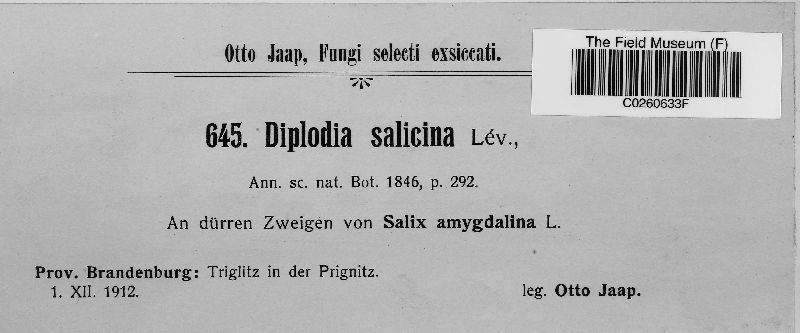 Otto Jaap, Fungi selecti exsiccati.
The Field Museum (F)
C0260633F
645. Diplodia salicina Lév.,
Ann. sc. nat. Bot. 1846, p. 292.
An dürren Zweigen von Salix amygdalina L.
Prov. Brandenburg: Triglitz in der Prignitz.
1. XII. 1912.
leg. Otto Jaap.